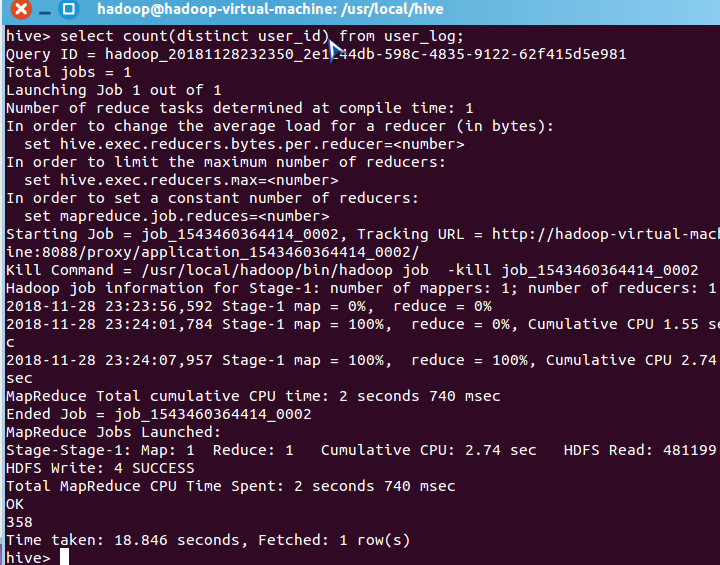 hadoop@hadoop-virtual-machine: /usr/local/hive
hive> select count(distinct user_id) from user_log;
Query ID = hadoop_20181128232350_2e1c44db-598c-4835-9122-62f415d5e981
Total jobs = 1
Launching Job 1 out of 1
Number of reduce tasks determined at compile time: 1
In order to change the average load for a reducer (in bytes):
  set hive.exec.reducers.bytes.per.reducer=<number>
In order to limit the maximum number of reducers:
  set hive.exec.reducers.max=<number>
In order to set a constant number of reducers:
  set mapreduce.job.reduces=<number>
Starting Job = job_1543460364414_0002, Tracking URL = http://hadoop-virtual-mach
ine:8088/proxy/application_1543460364414_0002/
Kill Command = /usr/local/hadoop/bin/hadoop job  -kill job_1543460364414_0002
Hadoop job information for Stage-1: number of mappers: 1; number of reducers: 1
2018-11-28 23:23:56,592 Stage-1 map = 0%,  reduce = 0%
2018-11-28 23:24:01,784 Stage-1 map = 100%,  reduce = 0%, Cumulative CPU 1.55 se
c
2018-11-28 23:24:07,957 Stage-1 map = 100%,  reduce = 100%, Cumulative CPU 2.74
sec
MapReduce Total cumulative CPU time: 2 seconds 740 msec
Ended Job = job_1543460364414_0002
MapReduce Jobs Launched:
Stage-Stage-1: Map: 1  Reduce: 1   Cumulative CPU: 2.74 sec   HDFS Read: 481199
HDFS Write: 4 SUCCESS
Total MapReduce CPU Time Spent: 2 seconds 740 msec
OK
358
Time taken: 18.846 seconds, Fetched: 1 row(s)
hive>